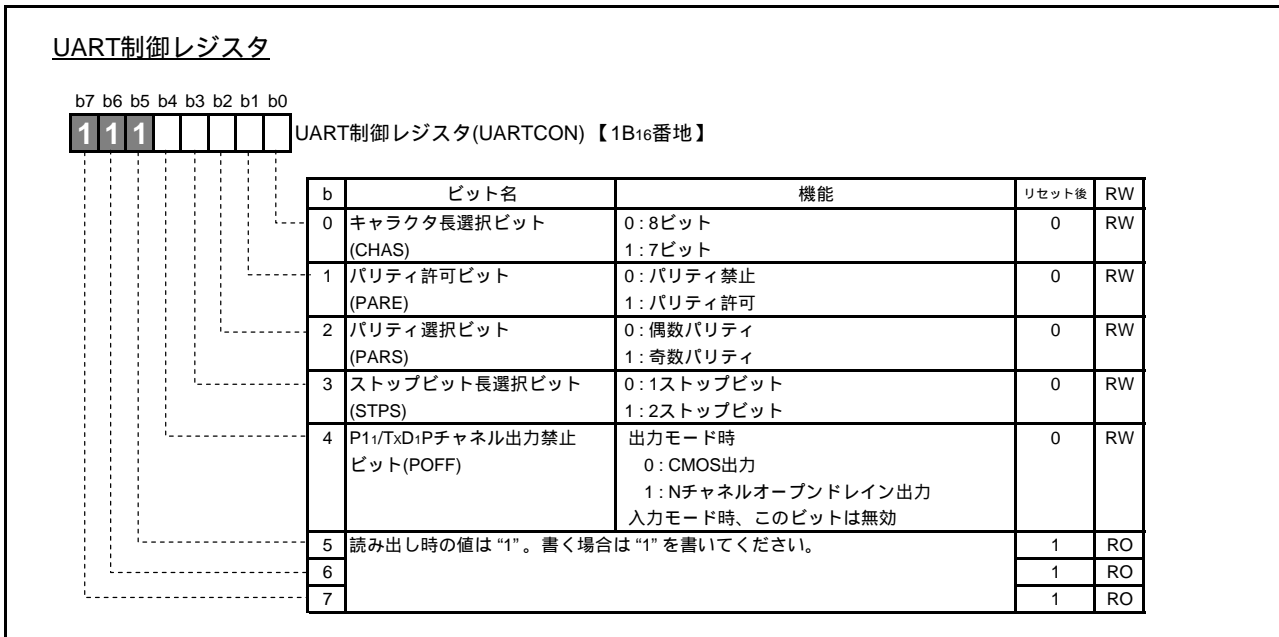 UART制御レジスタ
b7 b6 b5 b4 b3 b2 b1 b0
1 1 1 UART制御レジスタ(UARTCON)【1B16番地】
b ビット名 機能 リセット後 RW
0 キャラクタ長選択ビット 0 : 8ビット 0 RW
(CHAS) 1 : 7ビット
1 パリティ許可ビット 0 : パリティ禁止 0 RW
(PARE) 1 : パリティ許可
2 パリティ選択ビット 0 : 偶数パリティ 0 RW
(PARS) 1 : 奇数パリティ
3 ストップビット長選択ビット 0 : 1ストップビット 0 RW
(STPS) 1 : 2ストップビット
4 P11/TxD1Pチャネル出力禁止 出力モード時 0 RW
ビット(POFF) 0 : CMOS出力
1 : Nチャネルオープンドレイン出力
入力モード時、このビットは無効
5 読み出し時の値は “1” 。書く場合は “1” を書いてください。 1 RO
6 1 RO
7 1 RO